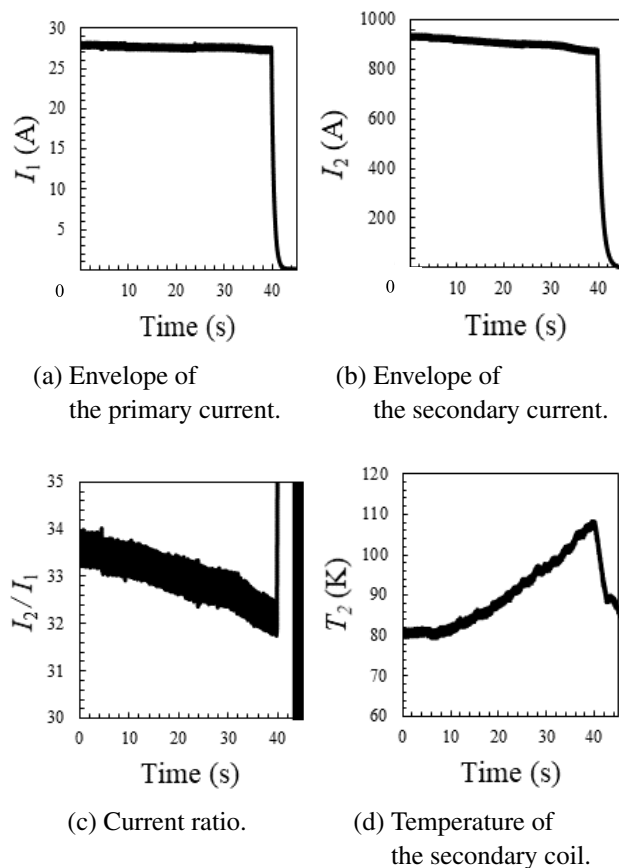 30
25
20
15
10
5
0
10
20
30
40
I1 (A)
Time (s)
1000
800
600
400
200
0
10
20
30
40
I2 (A)
Time (s)
(a) Envelope of
the primary current.
(b) Envelope of
the secondary current.
35
34
33
32
31
30
0
10
20
30
40
I2 / I1
Time (s)
120
110
100
90
80
70
60
0
10
20
30
40
T2 (K)
Time (s)
(c) Current ratio.
(d) Temperature of
the secondary coil.